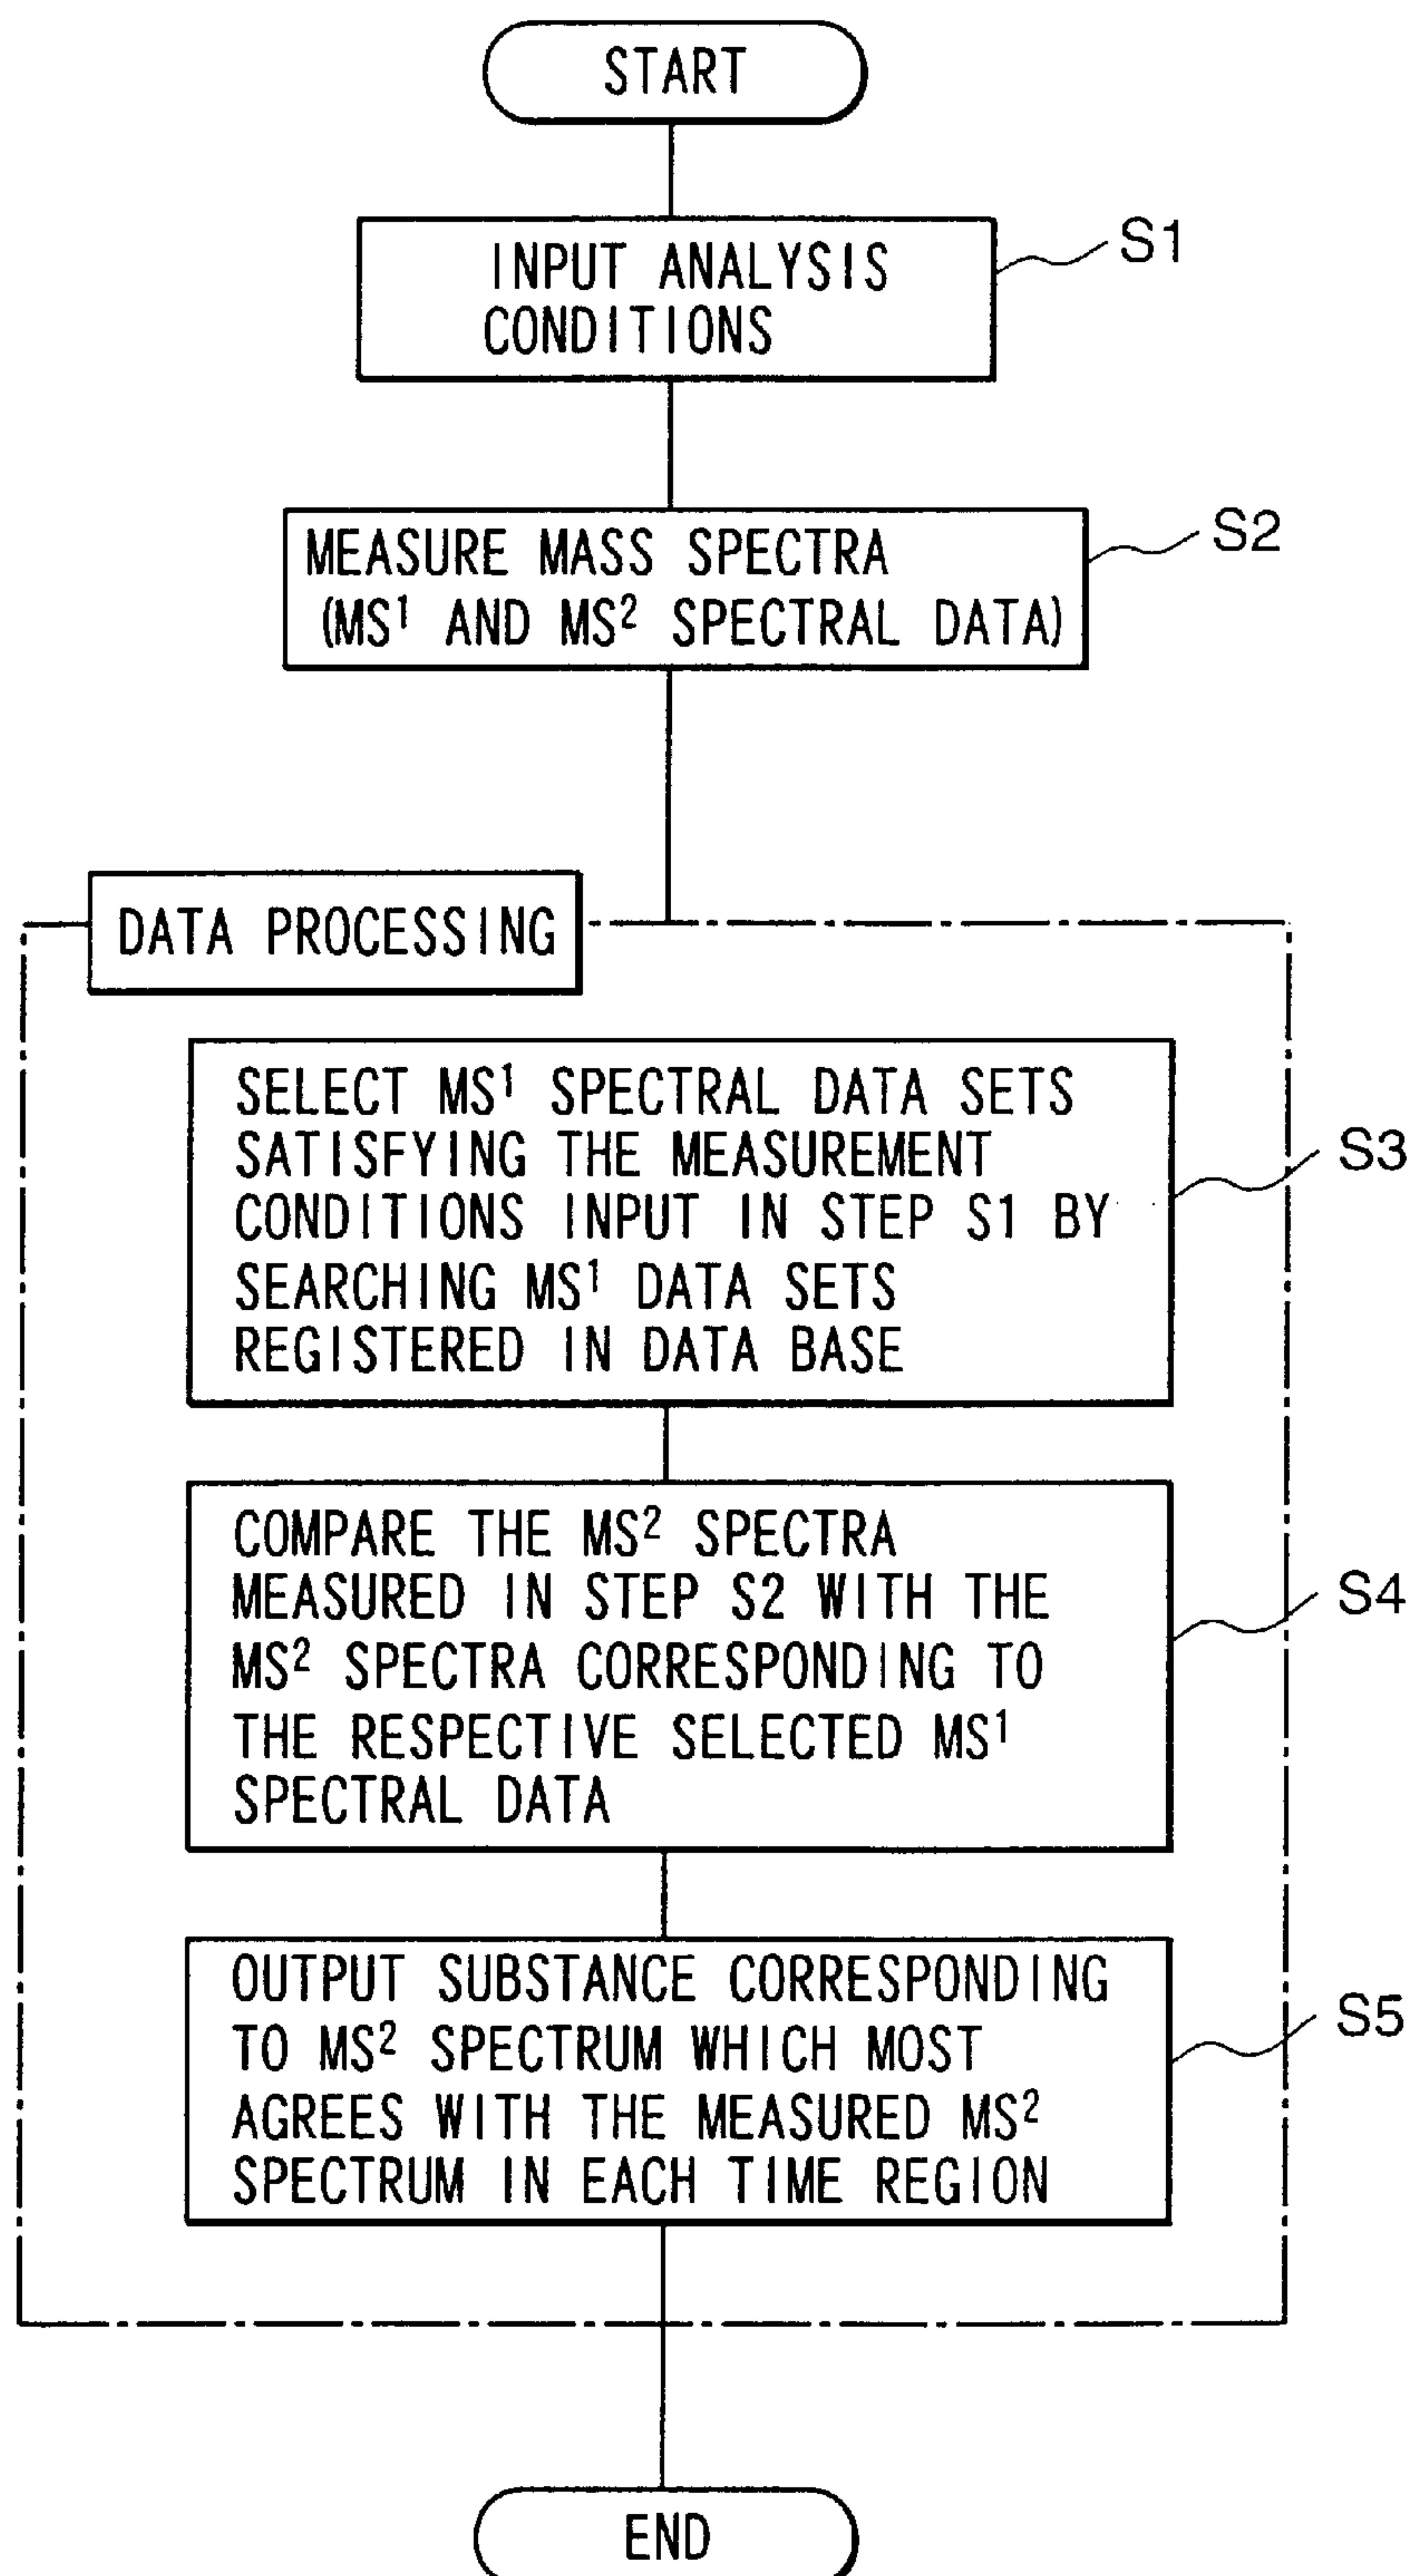 START
INPUT ANALYSIS
CONDITIONS
S1
MEASURE MASS SPECTRA
(MS¹ AND MS² SPECTRAL DATA)
S2
DATA PROCESSING
SELECT MS¹ SPECTRAL DATA SETS
SATISFYING THE MEASUREMENT
CONDITIONS INPUT IN STEP S1 BY
SEARCHING MS¹ DATA SETS
REGISTERED IN DATA BASE
S3
COMPARE THE MS² SPECTRA
MEASURED IN STEP S2 WITH THE
MS² SPECTRA CORRESPONDING TO
THE RESPECTIVE SELECTED MS¹
SPECTRAL DATA
S4
OUTPUT SUBSTANCE CORRESPONDING
TO MS² SPECTRUM WHICH MOST
AGREES WITH THE MEASURED MS²
SPECTRUM IN EACH TIME REGION
S5
END